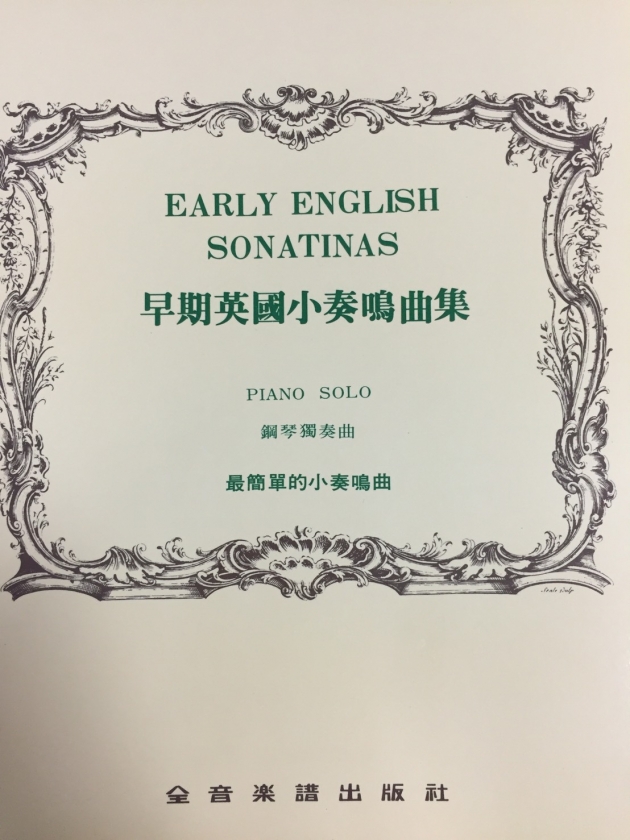 EARLY ENGLISH
SONATINAS
早期英國小奏鳴曲集
PIANO SOLO
鋼琴獨奏曲
最簡單的小奏鳴曲
全音楽譜出版社